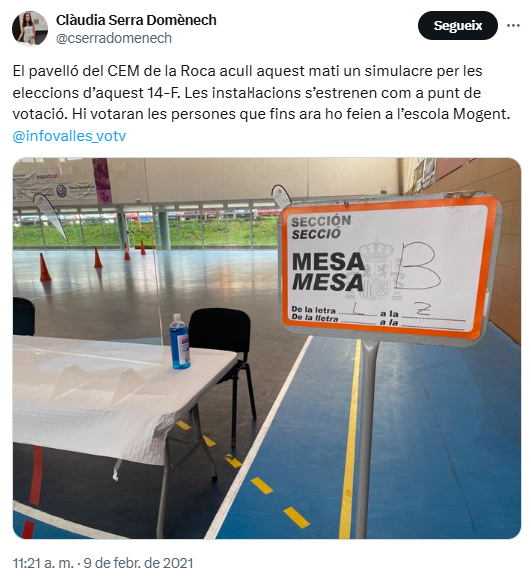 Clàudia Serra Domènech
@cserradomenech
Segueix
El pavelló del CEM de la Roca acull aquest mati un simulacre per les
eleccions d’aquest 14-F. Les instal·lacions s’estrenen com a punt de
votació. Hi votaran les persones que fins ara ho feien a l’escola Mogent.
@infovalles_votv
esportcat
SECCIÓN
SECCIÓ
MESA B
MESA
De la letra L a la Z
De la lletra a la
11:21 a. m. · 9 de febr. de 2021